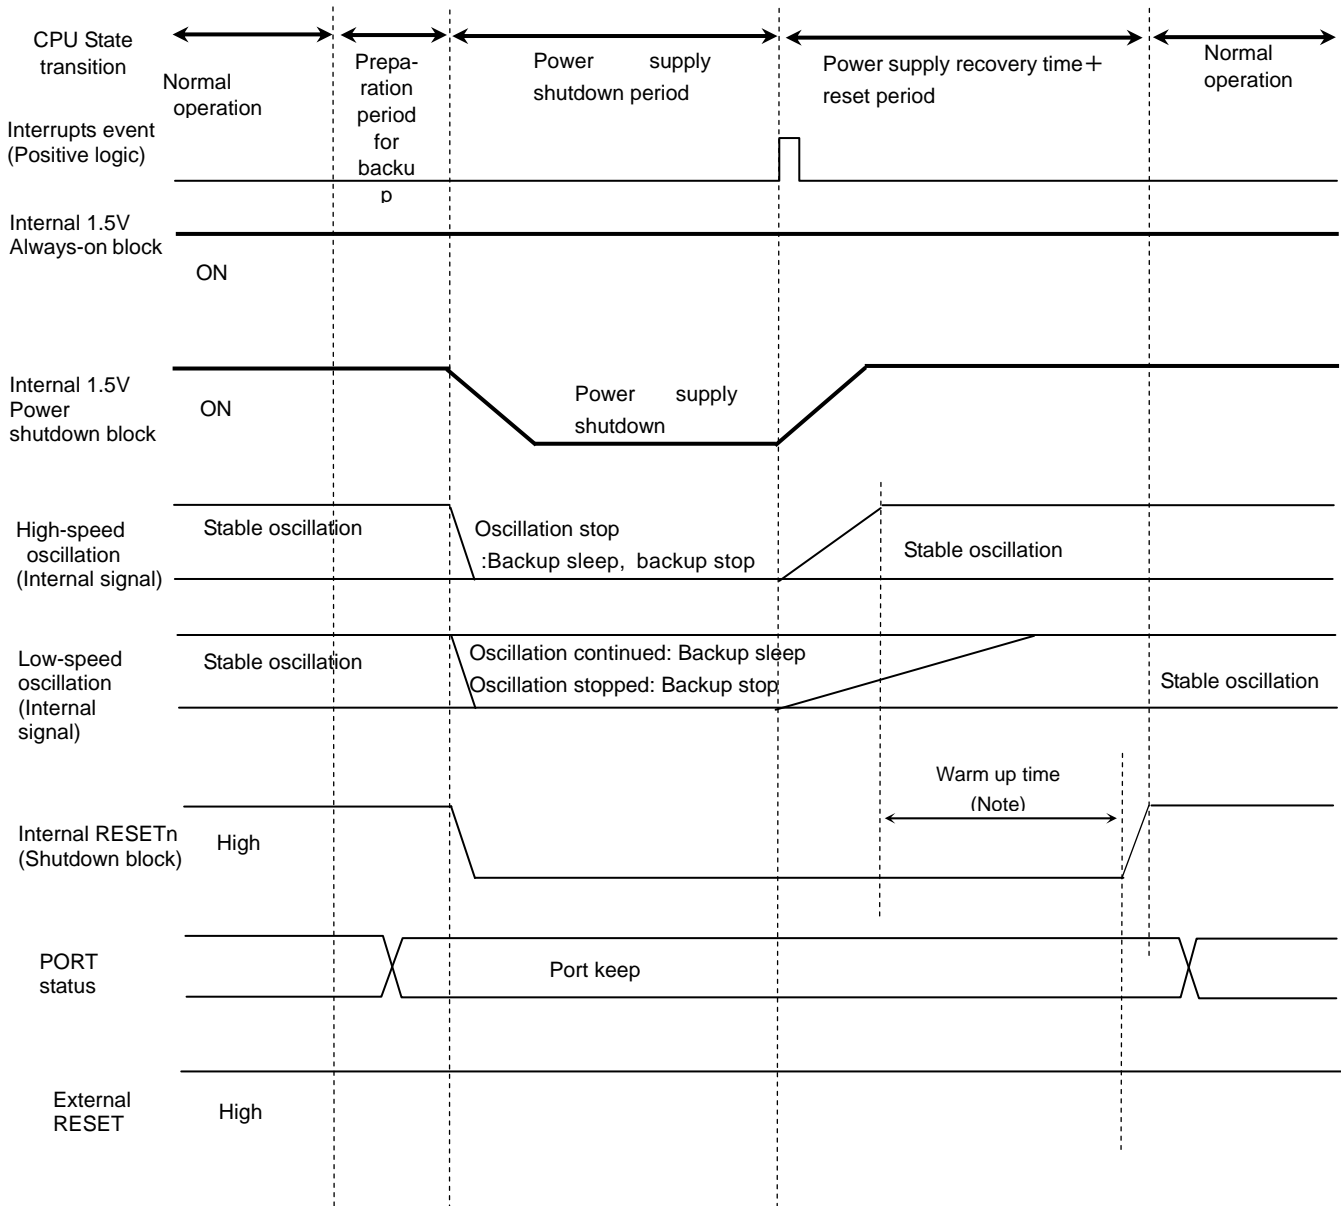 CPU State
transition
Normal
operation
Prepa-
ration
period
for
backu
p
Power supply
shutdown period
Power supply recovery time＋
reset period
Normal
operation
Interrupts event
(Positive logic)
Internal 1.5V
Always-on block
ON
Internal 1.5V
Power
shutdown block
ON
Power supply
shutdown
High-speed
oscillation
(Internal signal)
Stable oscillation
Oscillation stop
:Backup sleep, backup stop
Stable oscillation
Low-speed
oscillation
(Internal
signal)
Stable oscillation
Oscillation continued: Backup sleep
Oscillation stopped: Backup stop
Stable oscillation
Warm up time
(Note)
Internal RESETn
(Shutdown block)
High
PORT
status
Port keep
External
RESET
High